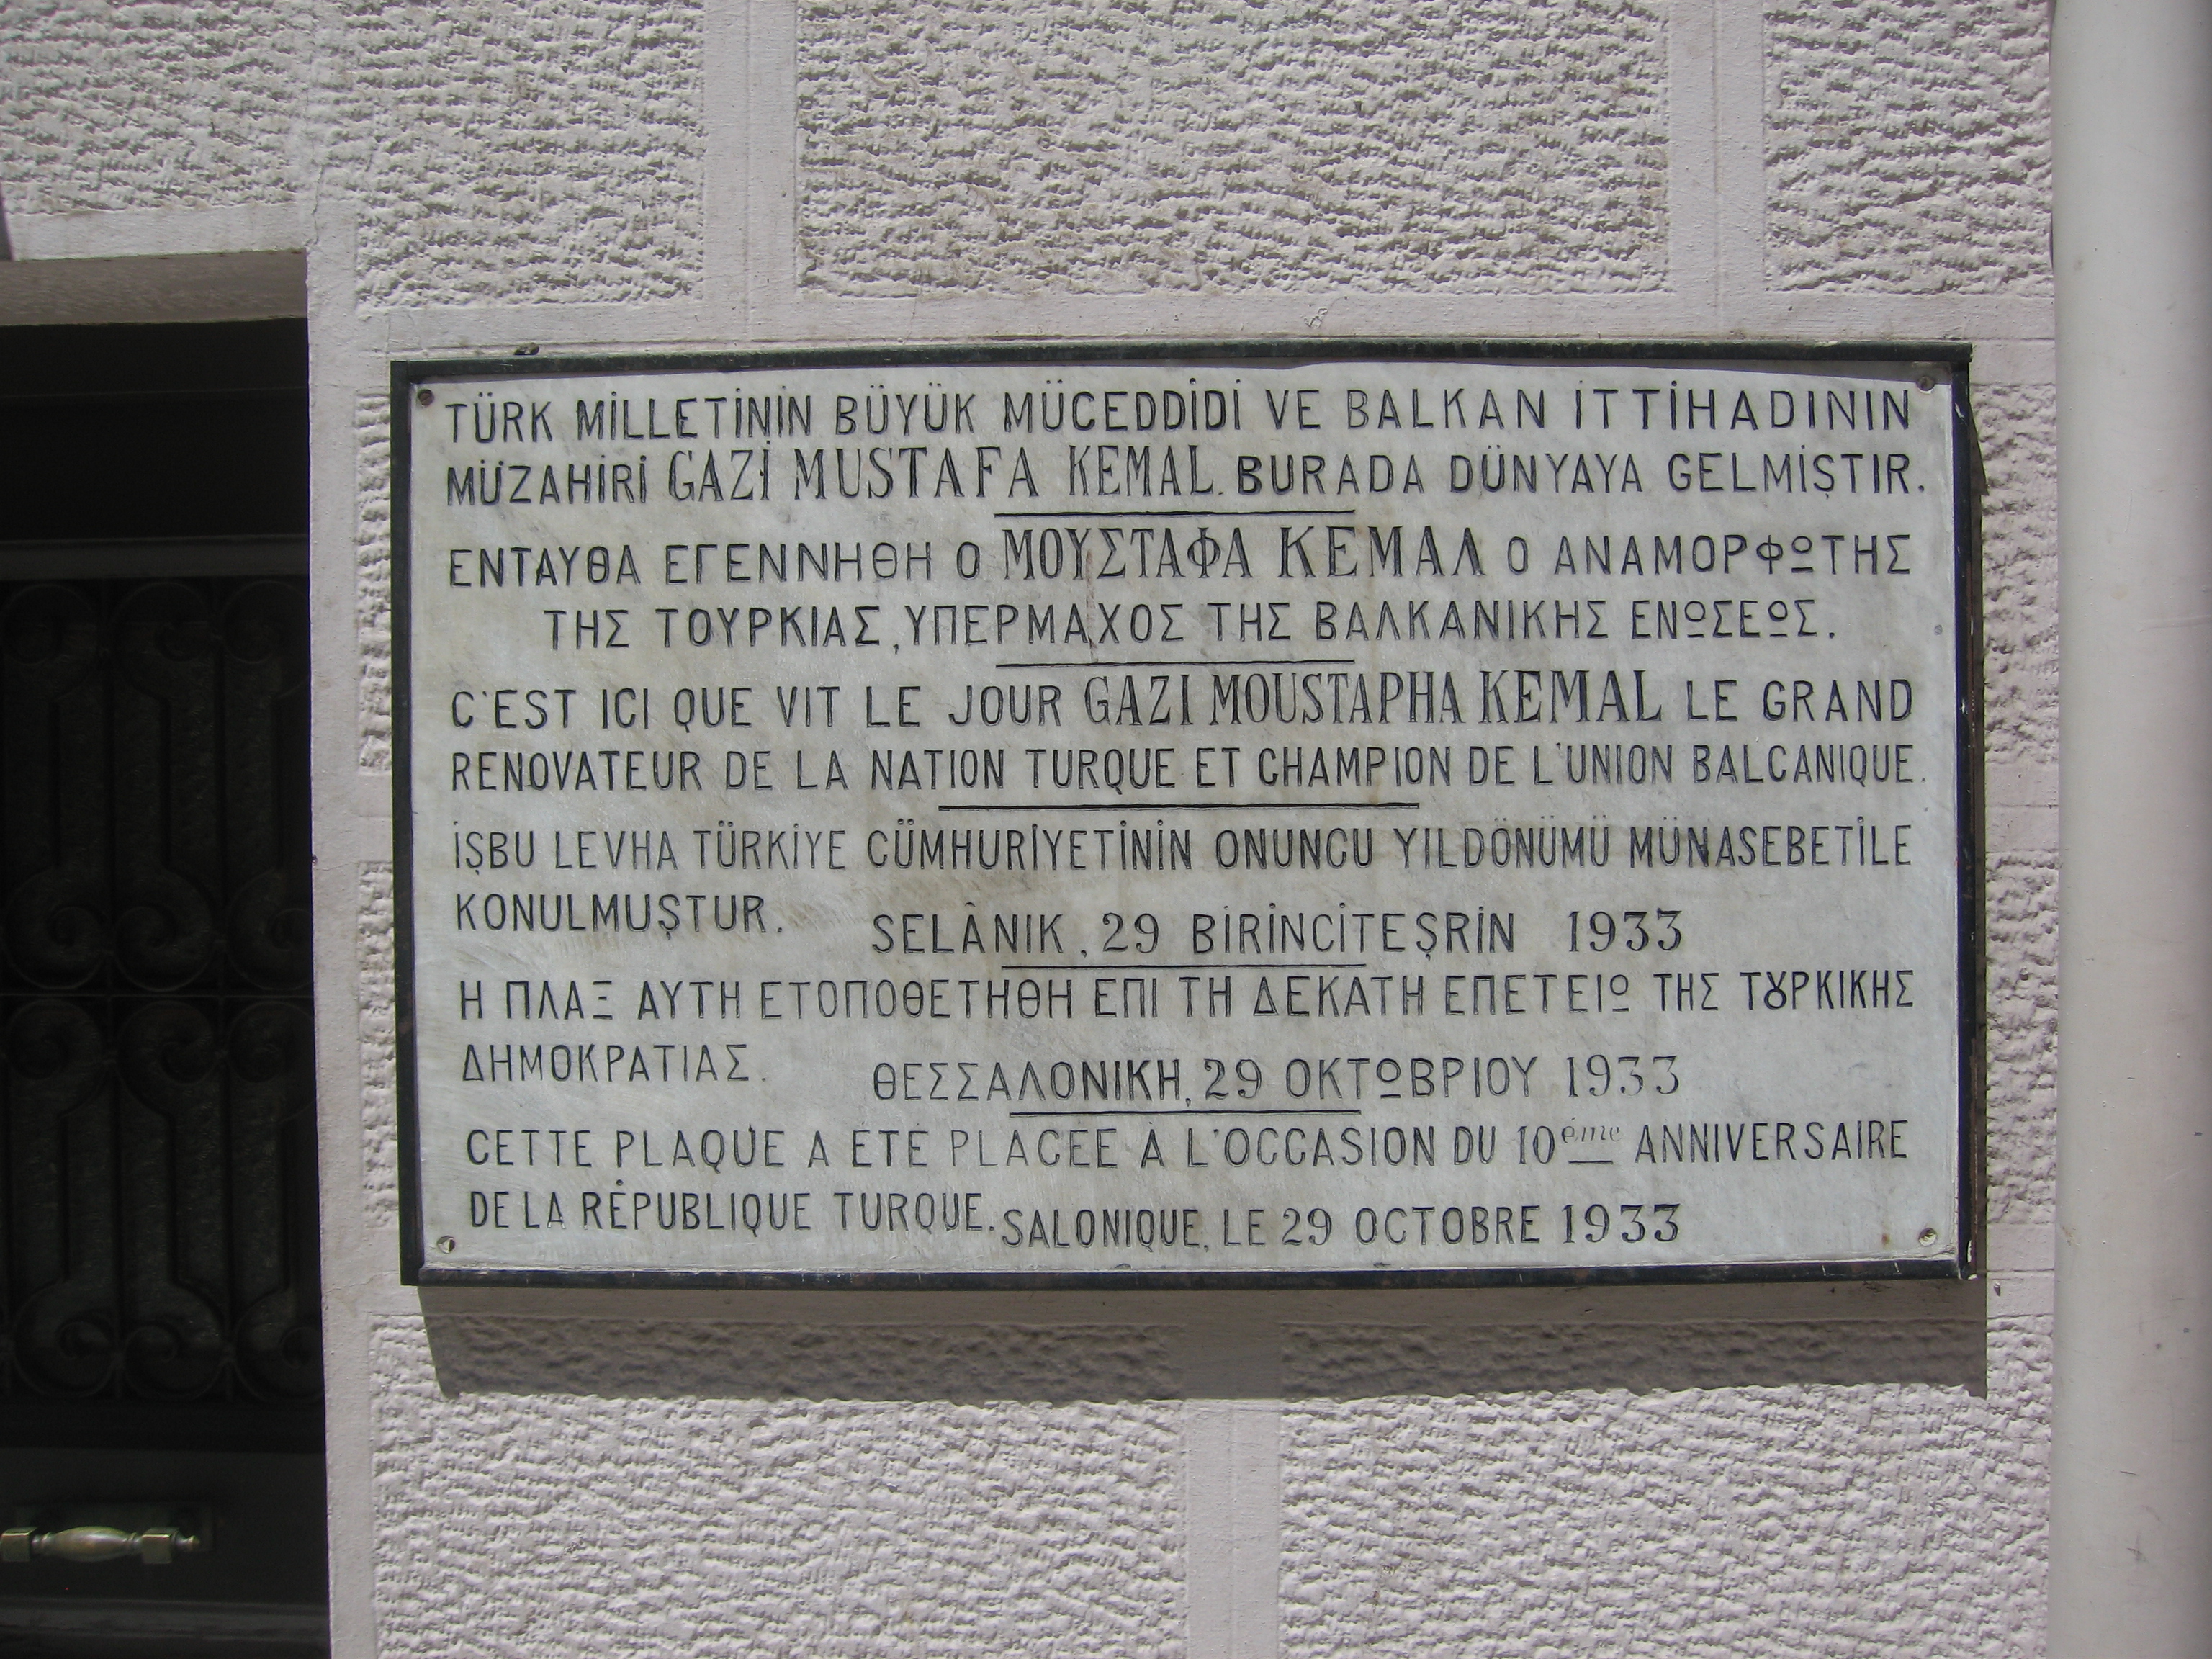 TÜRK MİLLETİNİN BÜYÜK MÜCEDDİDİ VE BALKAN İTTİHADININ
MÜZAHİRİ GAZİ MUSTAFA KEMAL. BURADA DÜNYAYA GELMİŞTIR.
ΕΝΤΑΥΘΑ ΕΓΕΝΝΗΘΗ Ο ΜΟΥΣΤΑΦΑ ΚΕΜΑΛ Ο ΑΝΑΜΟΡΦΩΤΗΣ
ΤΗΣ ΤΟΥΡΚΙΑΣ, ΥΠΕΡΜΑΧΟΣ ΤΗΣ ΒΑΛΚΑΝΙΚΗΣ ΕΝΩΣΕΩΣ.
C'EST ICI QUE VIT LE JOUR GAZI MOUSTAPHA KEMAL LE GRAND
RENOVATEUR DE LA NATION TURQUE ET CHAMPION DE L'UNION BALCANIQUE.
İŞBU LEVHA TÜRKİYE CÜMHURİYETİNİN ONUNCU YILDÖNÜMÜ MÜNASEBETİLE
KONULMUŞTUR. SELÂNIK, 29 BİRİNCİTEŞRİN 1933
Η ΠΛΑΞ ΑΥΤΗ ΕΤΟΠΟΘΕΤΗΘΗ ΕΠΙ ΤΗ ΔΕΚΑΤΗ ΕΠΕΤΕΙΩ ΤΗΣ ΤȣΡΚΙΚΗΣ
ΔΗΜΟΚΡΑΤΙΑΣ. ΘΕΣΣΑΛΟΝΙΚΗ, 29 ΟΚΤΩΒΡΙΟΥ 1933
CETTE PLAQUE A ÉTÉ PLACÉE À L'OCCASION DU 10ème ANNIVERSAIRE
DE LA RÉPUBLIQUE TURQUE. SALONIQUE, LE 29 OCTOBRE 1933